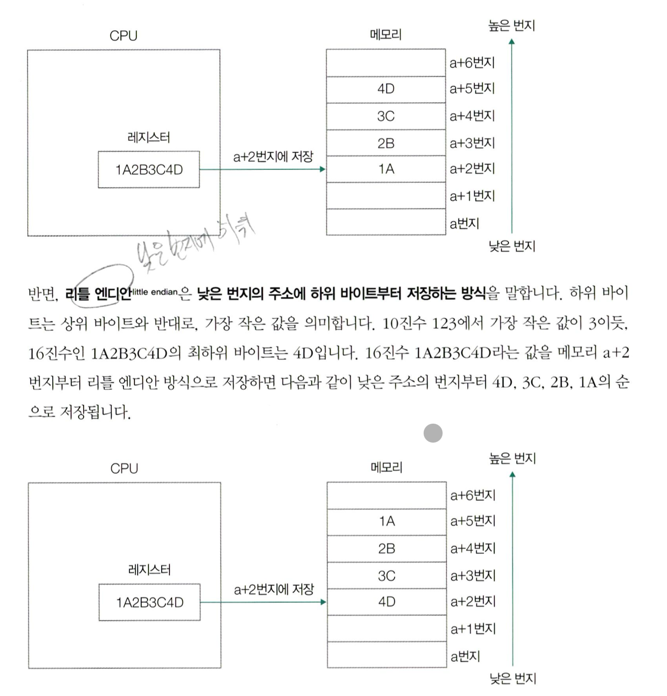 CPU
메모리
높은 번지
a+6번지
4D
a+5번지
3C
a+4번지
레지스터
2B
a+3번지
1A2B3C4D
a+2번지에 저장
1A
a+2번지
a+1번지
a번지
낮은 번지
낮은 번지에 하위
반면, 리틀 엔디안little endian은 낮은 번지의 주소에 하위 바이트부터 저장하는 방식을 말합니다. 하위 바이
트는 상위 바이트와 반대로, 가장 작은 값을 의미합니다. 10진수 123에서 가장 작은 값이 3이듯,
16진수인 1A2B3C4D의 최하위 바이트는 4D입니다. 16진수 1A2B3C4D라는 값을 메모리 a+2
번지부터 리틀 엔디안 방식으로 저장하면 다음과 같이 낮은 주소의 번지부터 4D, 3C, 2B, 1A의 순
으로 저장됩니다.
CPU
메모리
높은 번지
a+6번지
1A
a+5번지
2B
a+4번지
레지스터
3C
a+3번지
1A2B3C4D
a+2번지에 저장
4D
a+2번지
a+1번지
a번지
낮은 번지